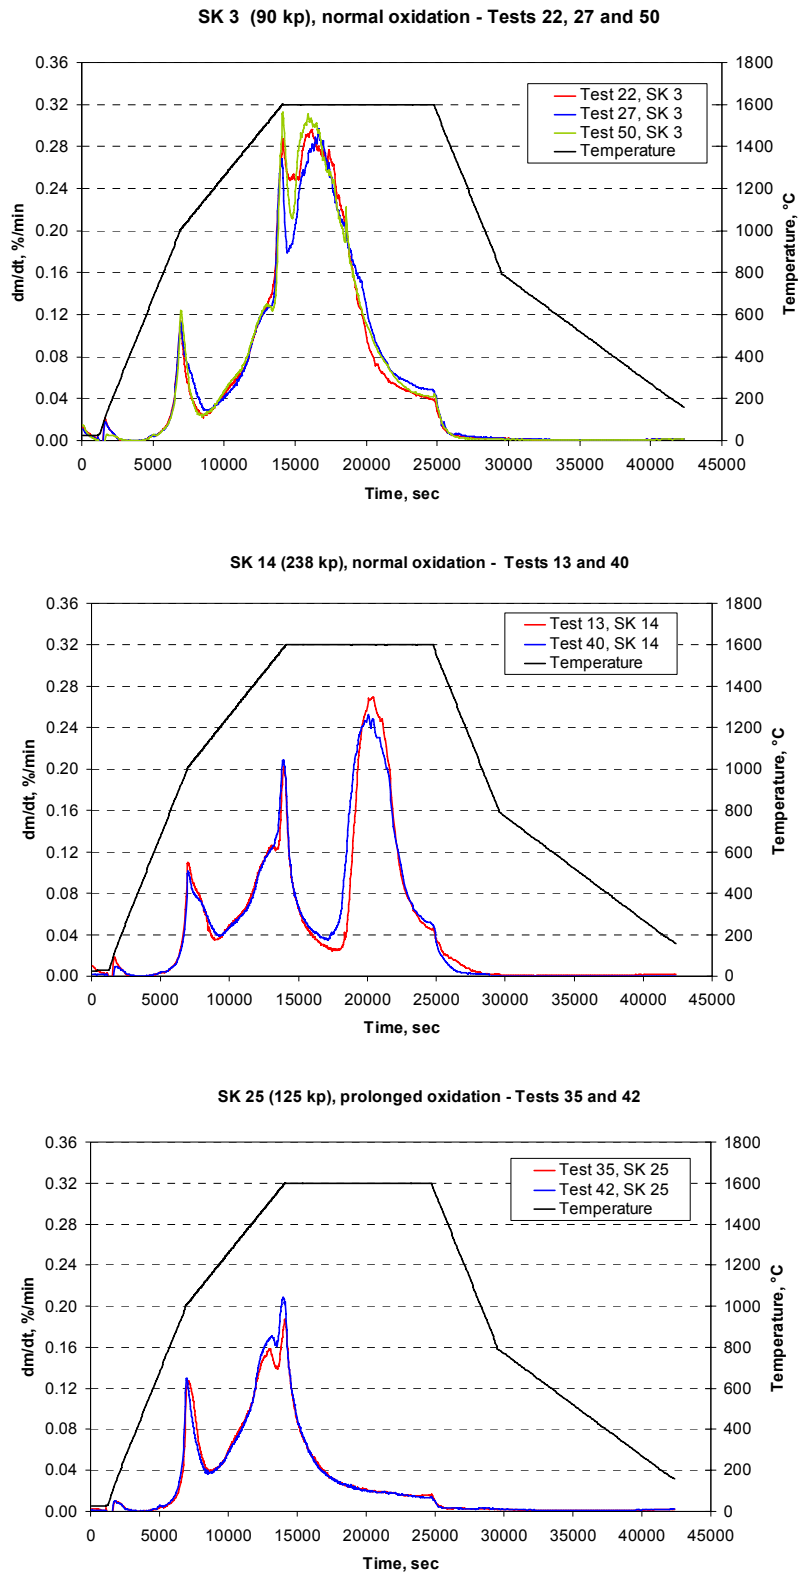 SK 3 (90 kp), normal oxidation - Tests 22, 27 and 50
0.36
0.32
0.28
0.24
0.20
0.16
0.12
0.08
0.04
0.00
dm/dt, %/min
1800
1600
1400
1200
1000
800
600
400
200
0
Temperature, °C
Test 22, SK 3
Test 27, SK 3
Test 50, SK 3
Temperature
0 5000 10000 15000 20000 25000 30000 35000 40000 45000
Time, sec
SK 14 (238 kp), normal oxidation - Tests 13 and 40
0.36
0.32
0.28
0.24
0.20
0.16
0.12
0.08
0.04
0.00
dm/dt, %/min
1800
1600
1400
1200
1000
800
600
400
200
0
Temperature, °C
Test 13, SK 14
Test 40, SK 14
Temperature
0 5000 10000 15000 20000 25000 30000 35000 40000 45000
Time, sec
SK 25 (125 kp), prolonged oxidation - Tests 35 and 42
0.36
0.32
0.28
0.24
0.20
0.16
0.12
0.08
0.04
0.00
dm/dt, %/min
1800
1600
1400
1200
1000
800
600
400
200
0
Temperature, °C
Test 35, SK 25
Test 42, SK 25
Temperature
0 5000 10000 15000 20000 25000 30000 35000 40000 45000
Time, sec